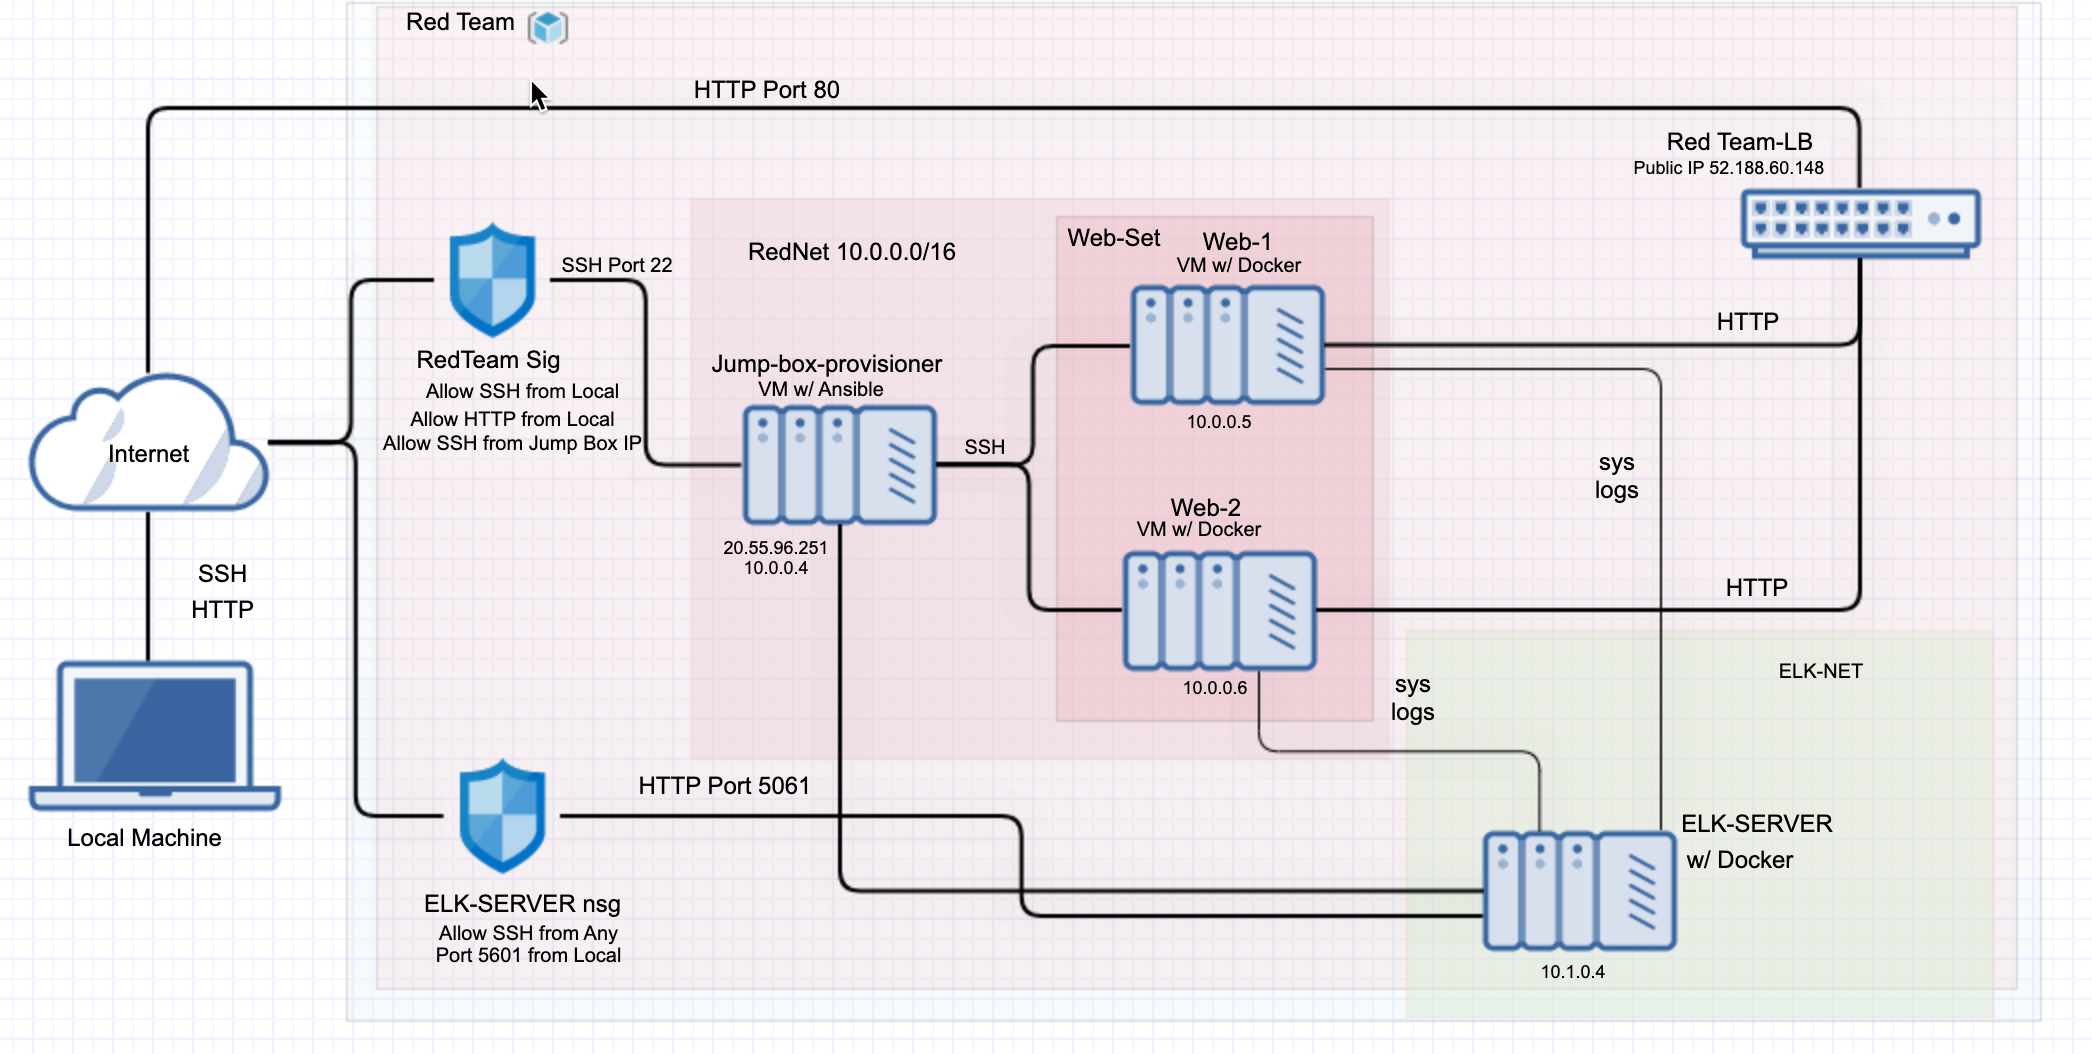 Red Team
HTTP Port 80
Red Team-LB
Public IP 52.188.60.148
RedNet 10.0.0.0/16
Web-Set
Web-1
VM w/ Docker
SSH Port 22
HTTP
RedTeam Sig
Allow SSH from Local
Allow HTTP from Local
Allow SSH from Jump Box IP
Jump-box-provisioner
VM w/ Ansible
10.0.0.5
SSH
Internet
sys
logs
Web-2
VM w/ Docker
20.55.96.251
10.0.0.4
SSH
HTTP
HTTP
10.0.0.6
sys
logs
ELK-NET
HTTP Port 5061
Local Machine
ELK-SERVER
w/ Docker
ELK-SERVER nsg
Allow SSH from Any
Port 5601 from Local
10.1.0.4